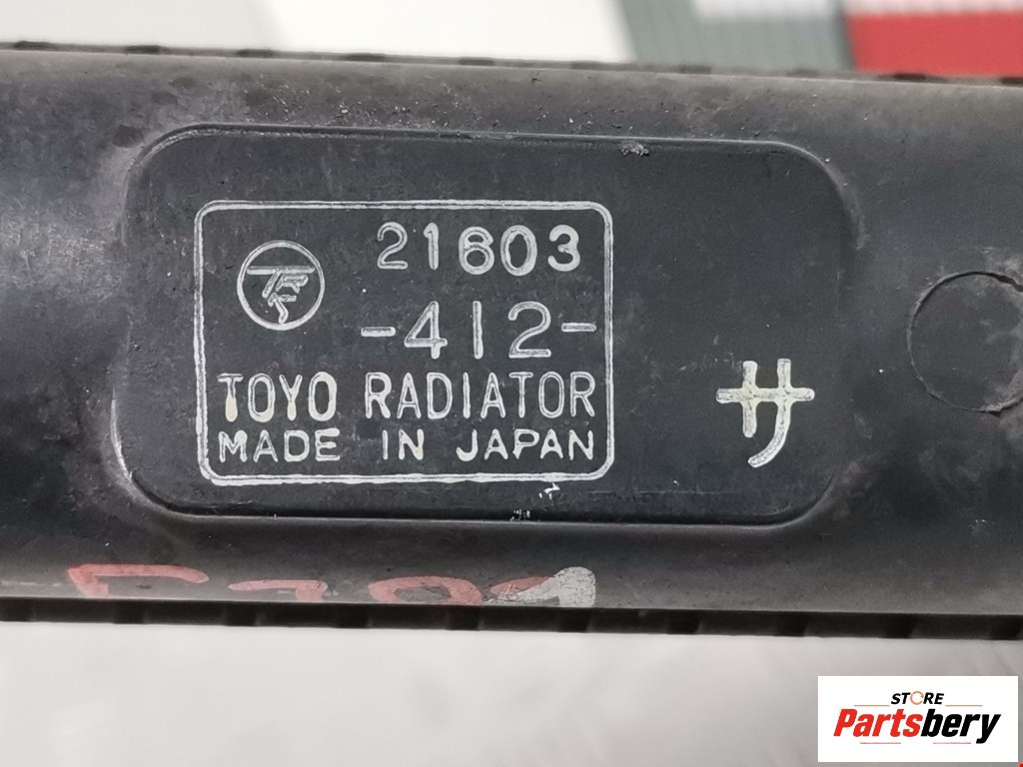 21603
-412-
TOYO RADIATOR
MADE IN JAPAN
サ
STORE
Partsbery